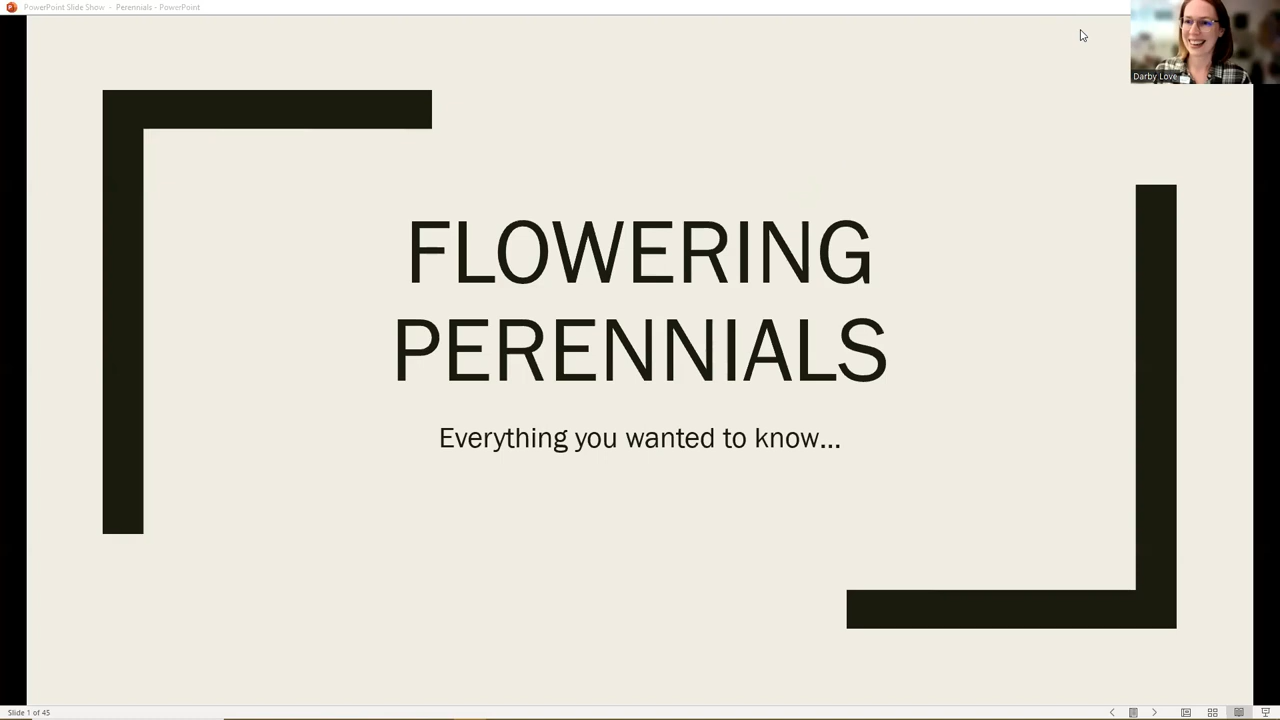 PowerPoint Slide Show - Perennials - PowerPoint
Darby Love
FLOWERING
PERENNIALS
Everything you wanted to know...
Slide 1 of 45